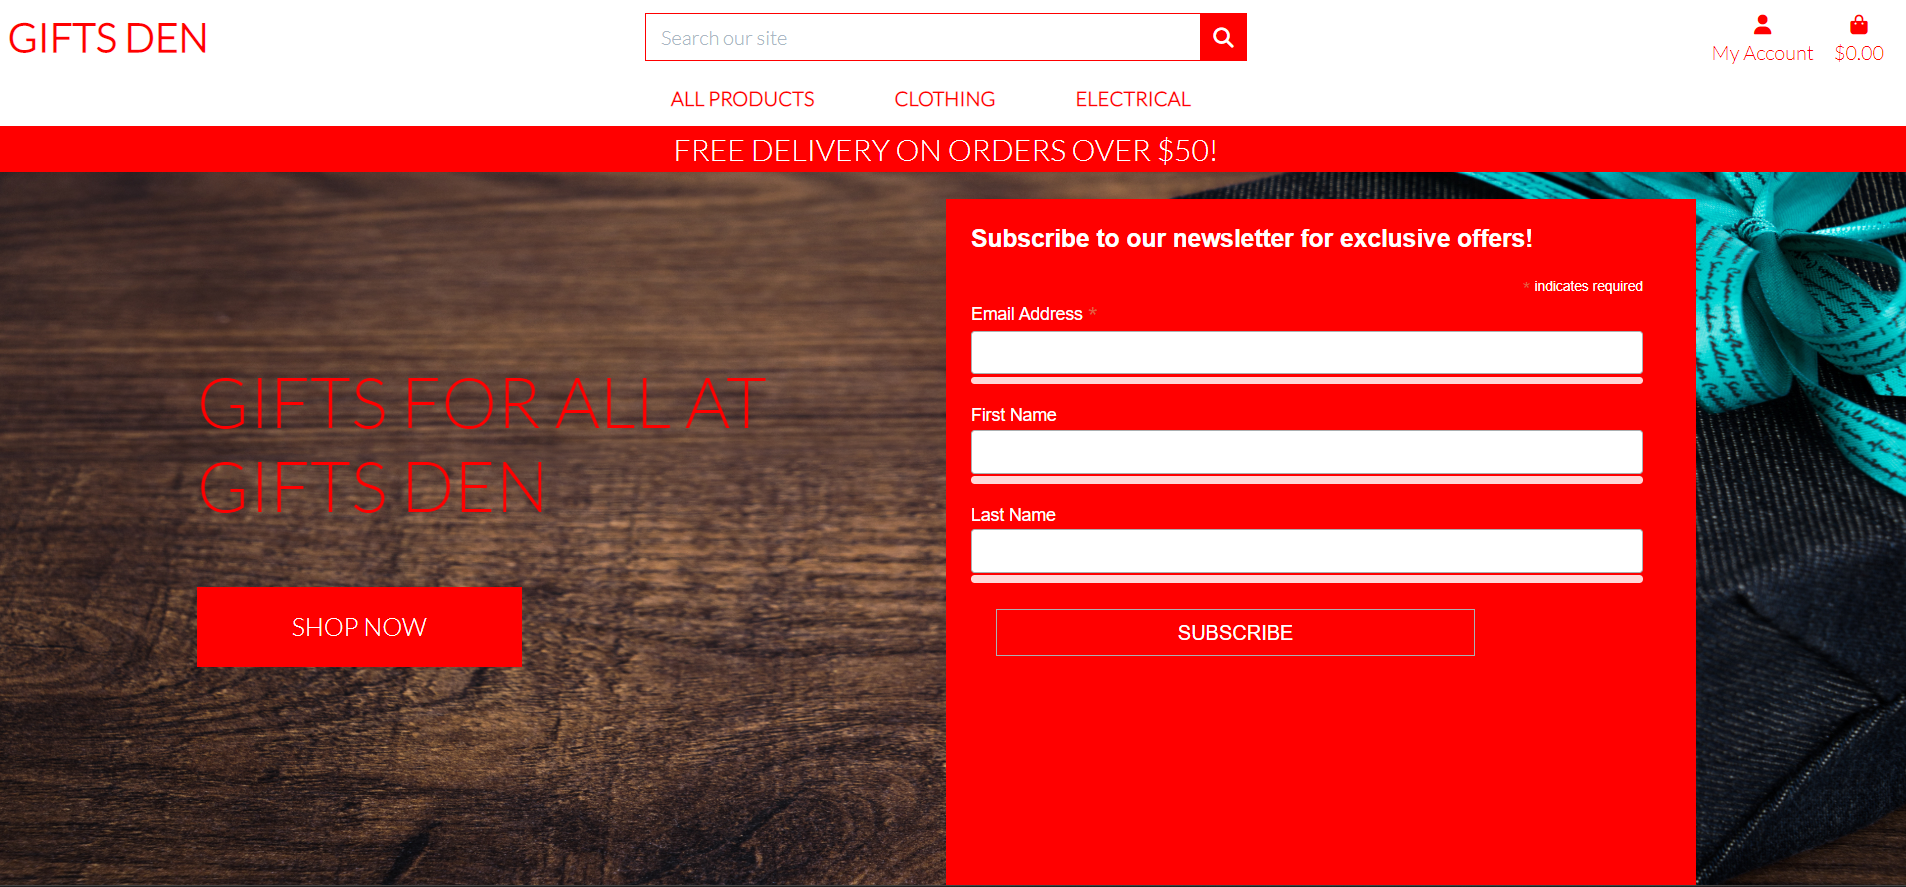 GIFTS DEN
Search our site
My Account $0.00
ALL PRODUCTS CLOTHING ELECTRICAL
FREE DELIVERY ON ORDERS OVER $50!
Subscribe to our newsletter for exclusive offers!
* indicates required
Email Address *
First Name
Last Name
SUBSCRIBE
GIFTS FOR ALL AT
GIFTS DEN
SHOP NOW